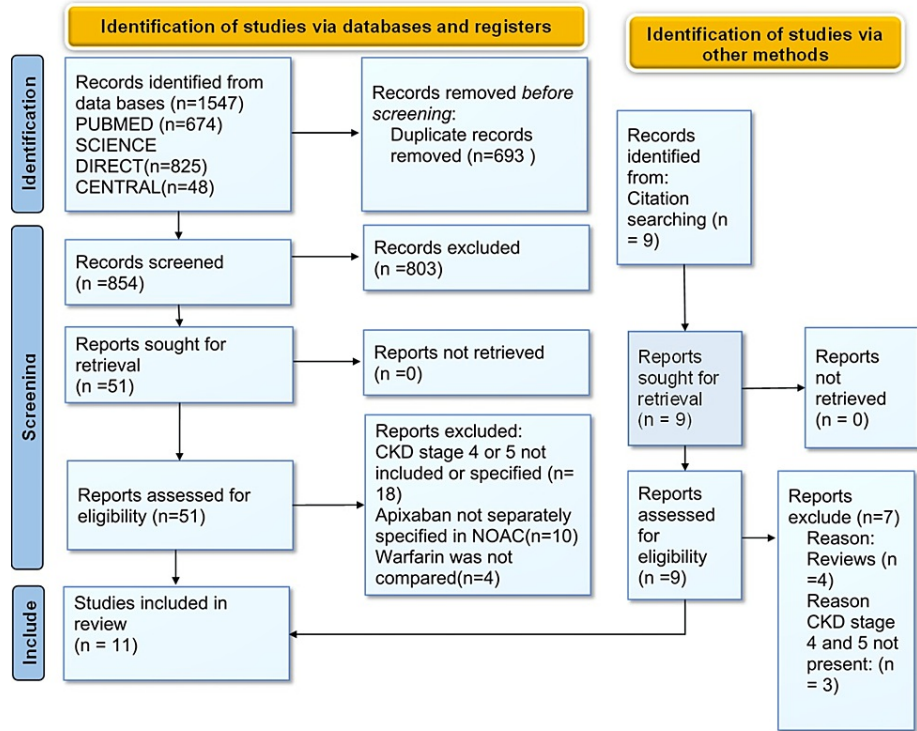 Identification of studies via databases and registers
Identification of studies via
other methods
Identification
Records identified from
data bases (n=1547)
PUBMED (n=674)
SCIENCE
DIRECT(n=825)
CENTRAL(n=48)
Records removed before
screening:
Duplicate records
removed (n=693 )
Records
identified
from:
Citation
searching (n
= 9)
Screening
Records screened
(n =854)
Records excluded
(n =803)
Reports sought for
retrieval
(n =51)
Reports not retrieved
(n =0)
Reports
sought for
retrieval
(n = 9)
Reports
not
retrieved
(n = 0)
Reports assessed for
eligibility (n=51)
Reports excluded:
CKD stage 4 or 5 not
included or specified (n=
18)
Apixaban not separately
specified in NOAC(n=10)
Warfarin was not
compared(n=4)
Reports
assessed
for
eligibility
(n =9)
Reports
exclude (n=7)
Reason:
Reviews (n
=4)
Reason
CKD stage
4 and 5 not
present: (n
= 3)
Include
Studies included in
review
(n = 11)